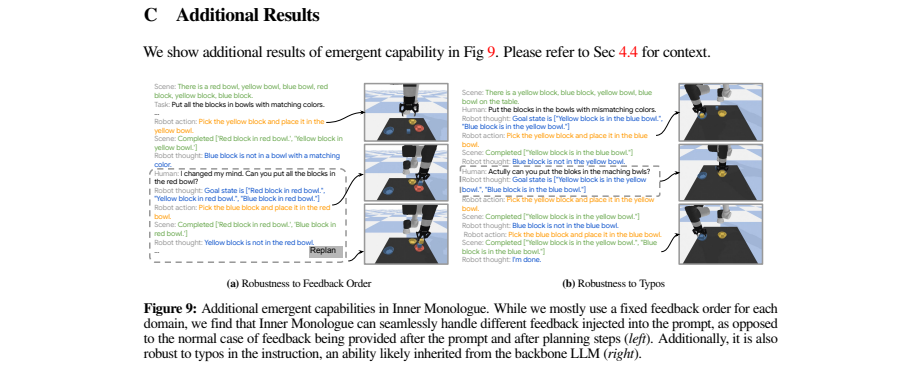 C Additional Results
We show additional results of emergent capability in Fig 9. Please refer to Sec 4.4 for context.
Scene: There is a red bowl, yellow bowl, blue bowl, red
block, yellow block, blue block.
Task: Put all the blocks in bowls with matching colors.
...
Robot action: Pick the yellow block and place it in the
yellow bowl.
Scene: Completed ['Red block in red bowl.', 'Yellow block in
yellow bowl.']
Robot thought: Blue block is not in a bowl with a matching
color.
Human: I changed my mind. Can you put all the blocks in
the red bowl?
Robot thought: Goal state is ["Red block in red bowl.",
"Yellow block in red bowl.", "Blue block in red bowl."]
Robot action: Pick the blue block and place it in the red
bowl.
Scene: Completed ['Red block in red bowl.', 'Blue block in
red bowl.']
Robot thought: Yellow block is not in the red bowl.
...
Replan
(a) Robustness to Feedback Order
Scene: There is a yellow block, blue block, yellow bowl, blue
bowl on the table.
Human: Put the blocks in the bowls with mismatching colors.
Robot thought: Goal state is ["Yellow block is in the blue bowl.",
"Blue block is in the yellow bowl."]
Robot action: Pick the yellow block and place it in the blue
bowl.
Scene: Completed ["Yellow block is in the blue bowl."]
Robot thought: Blue block is not in the yellow bowl.
Human: Actully can you put the bloks in the maching bwls?
Robot thought: Goal state is ["Yellow block is in the yellow
bowl.", "Blue block is in the blue bowl."]
Robot action: Pick the yellow block and place it in the yellow
bowl.
Scene: Completed ["Yellow block is in the yellow bowl."]
Robot thought: Blue block is not in the blue bowl.
Robot action: Pick the blue block and place it in the blue bowl.
Scene: Completed ["Yellow block is in the yellow bowl.", "Blue
block is in the blue bowl."]
Robot thought: I'm done.
(b) Robustness to Typos
Figure 9: Additional emergent capabilities in Inner Monologue. While we mostly use a fixed feedback order for each
domain, we find that Inner Monologue can seamlessly handle different feedback injected into the prompt, as opposed
to the normal case of feedback being provided after the prompt and after planning steps (left). Additionally, it is also
robust to typos in the instruction, an ability likely inherited from the backbone LLM (right).